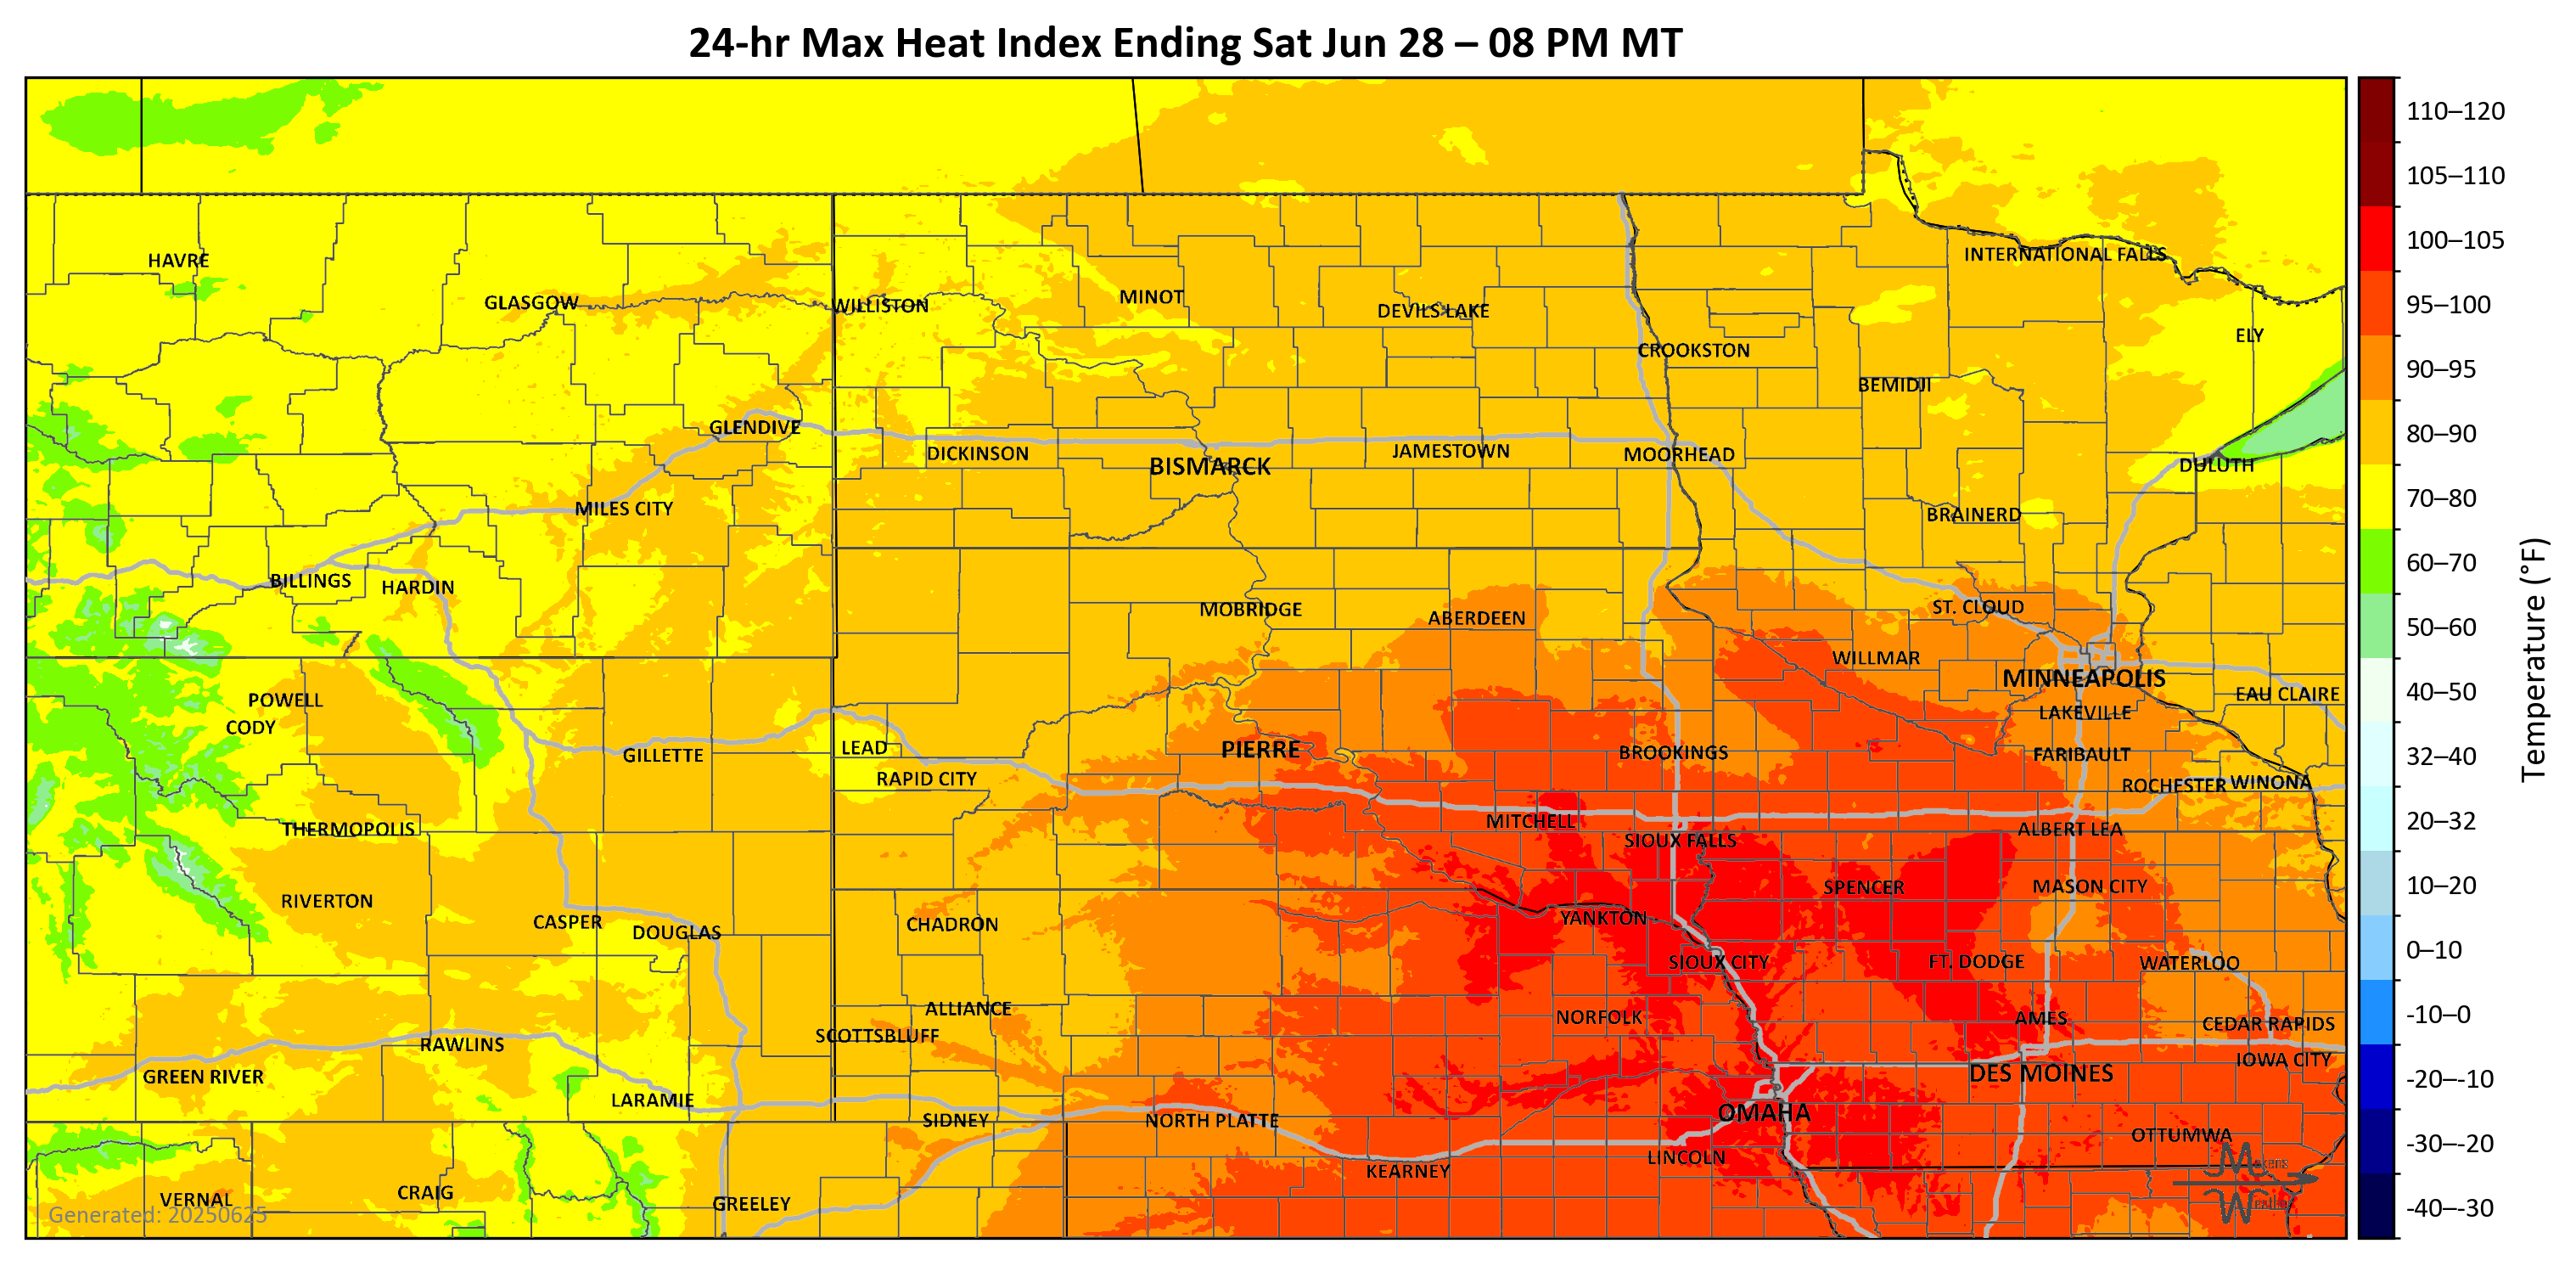 24-hr Max Heat Index Ending Sat Jun 28 – 08 PM MT
110–120
105–110
100–105
95–100
90–95
80–90
70–80
60–70
50–60
40–50
32–40
20–32
10–20
0–10
-10–0
-20–-10
-30–-20
-40–-30
Temperature (°F)
HAVRE
INTERNATIONAL FALLS
GLASGOW
WILLISTON
MINOT
DEVILS LAKE
ELY
CROOKSTON
BEMIDJI
GLENDIVE
DICKINSON
BISMARCK
JAMESTOWN
MOORHEAD
DULUTH
MILES CITY
BRAINERD
BILLINGS
HARDIN
MOBRIDGE
ABERDEEN
ST. CLOUD
WILLMAR
MINNEAPOLIS
EAU CLAIRE
POWELL
CODY
LAKEVILLE
GILLETTE
LEAD
PIERRE
BROOKINGS
FARIBAULT
RAPID CITY
ROCHESTER
WINONA
THERMOPOLIS
MITCHELL
SIOUX FALLS
ALBERT LEA
RIVERTON
SPENCER
MASON CITY
CASPER
DOUGLAS
CHADRON
YANKTON
SIOUX CITY
FT. DODGE
WATERLOO
ALLIANCE
NORFOLK
AMES
CEDAR RAPIDS
SCOTTSBLUFF
RAWLINS
IOWA CITY
GREEN RIVER
DES MOINES
LARAMIE
SIDNEY
NORTH PLATTE
OMAHA
OTTUMWA
KEARNEY
LINCOLN
VERNAL
CRAIG
GREELEY
Generated: 20250625